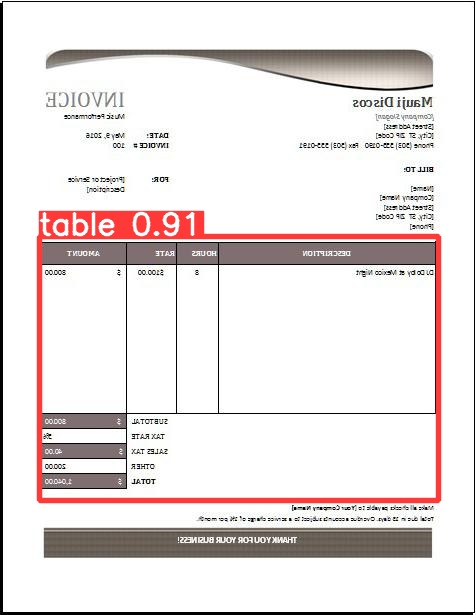 Mauji Discos INVOICE
[Company Slogan] Music Performance
[Street Address]
[City, ST ZIP Code] DATE: May 9, 2016
Phone (503) 555-0190 Fax (503) 555-0191 INVOICE # 100
BILL TO: FOR: [Project or Service Description]
[Name]
[Company Name]
[Street Address]
[City, ST ZIP Code]
[Phone]
table 0.91
DESCRIPTION HOURS RATE AMOUNT
DJ Dolby at Mexico Night 8 $100.00 $ 800.00
SUBTOTAL $ 800.00
TAX RATE 5%
SALES TAX $ 40.00
OTHER 200.00
TOTAL $ 1,040.00
Make all checks payable to [Your Company Name]
Total due in 15 days. Overdue accounts subject to a service charge of 1% per month.
THANK YOU FOR YOUR BUSINESS!